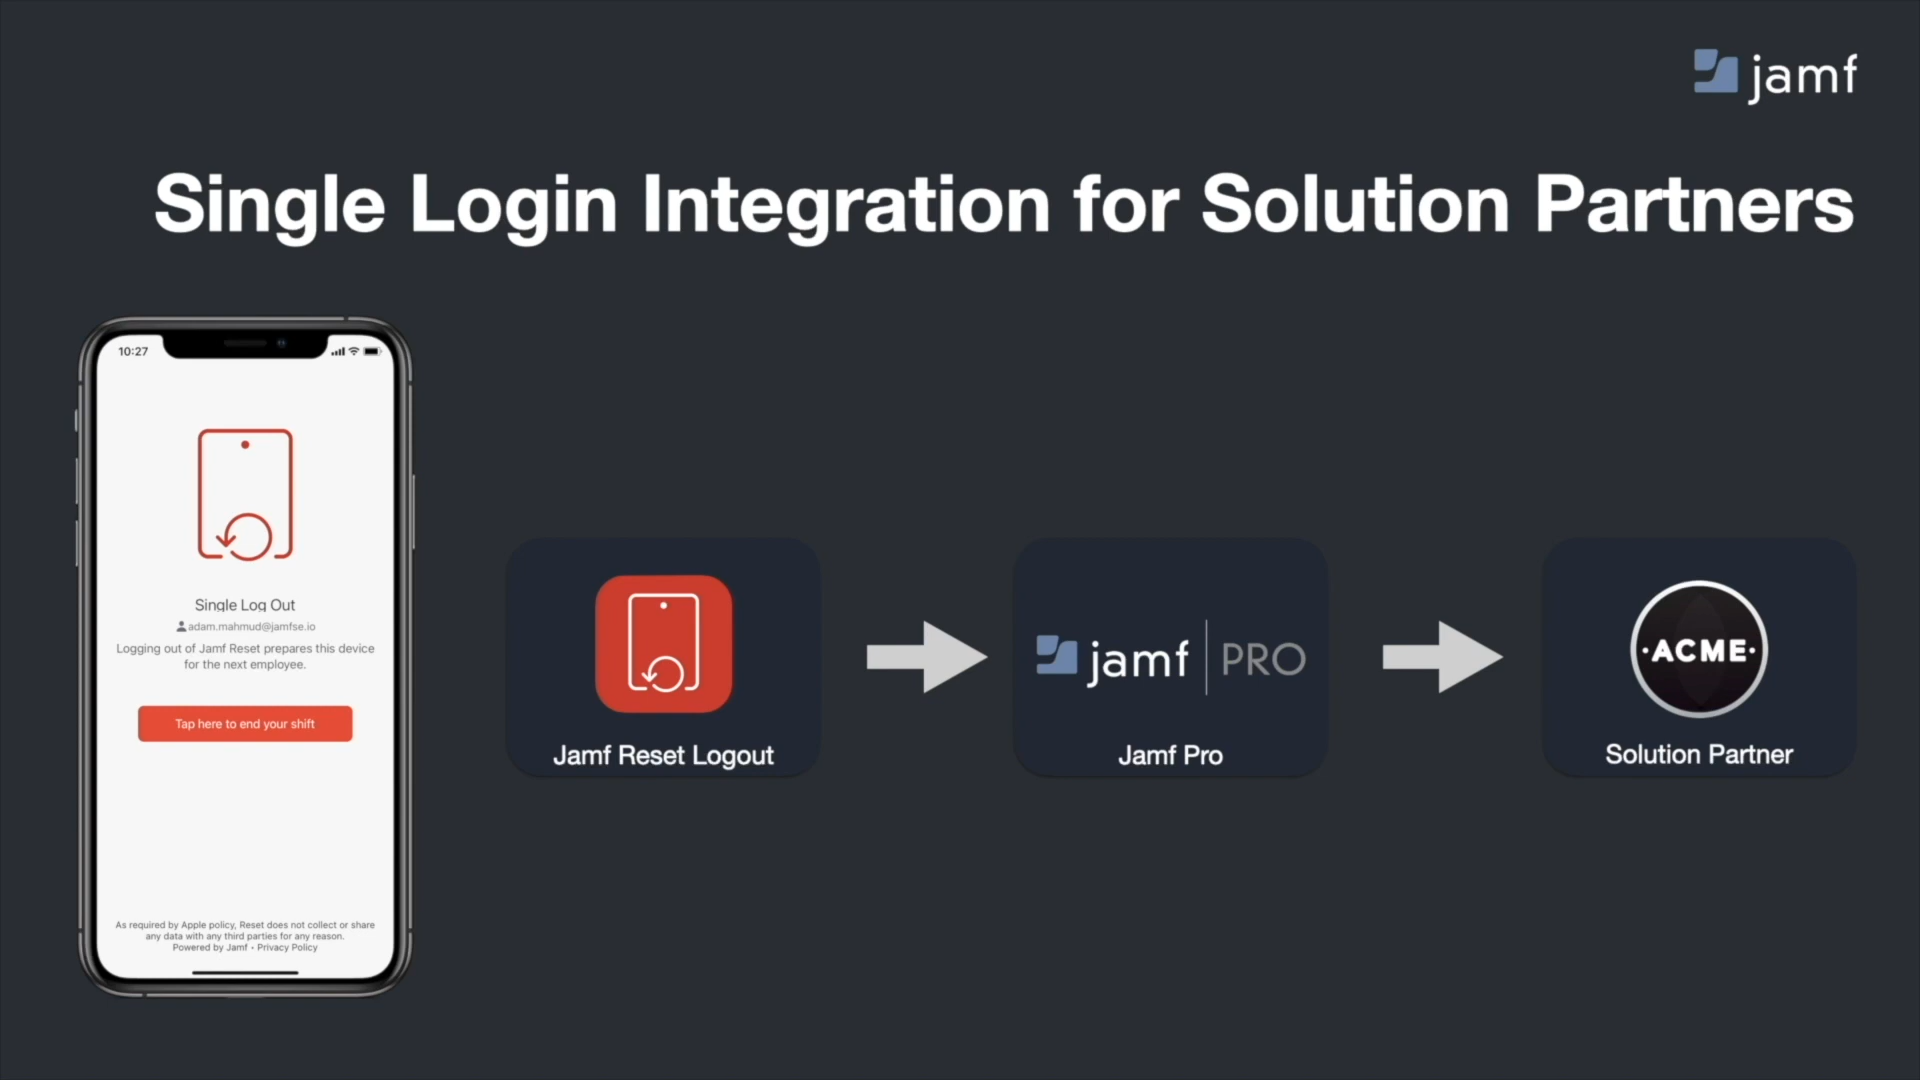 jamf
Single Login Integration for Solution Partners
10:27
Single Log Out
adam.mahmud@jamfse.io
Logging out of Jamf Reset prepares this device
for the next employee.
Tap here to end your shift
As required by Apple policy, Reset does not collect or share
any data with any third parties for any reason.
Powered by Jamf • Privacy Policy
Jamf Reset Logout
jamf | PRO
Jamf Pro
·ACME·
Solution Partner